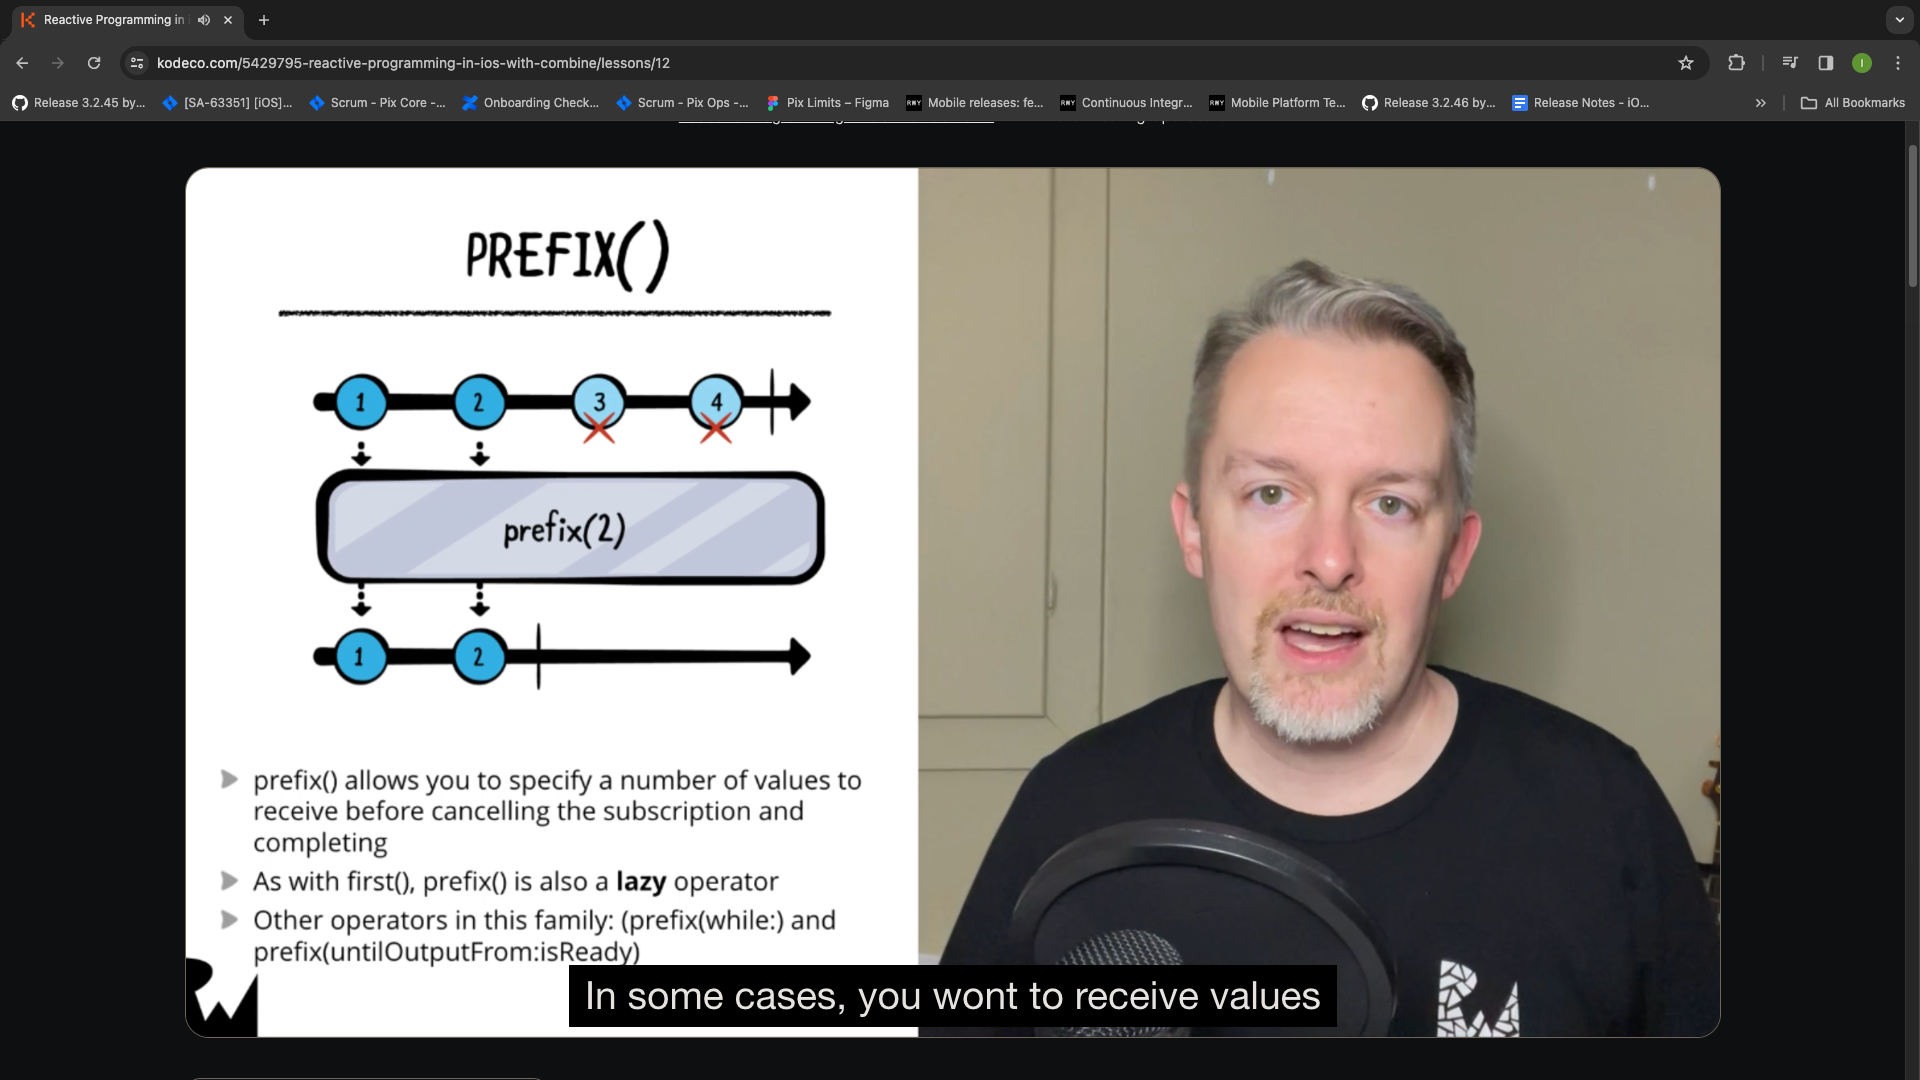 Reactive Programming in
kodeco.com/5429795-reactive-programming-in-ios-with-combine/lessons/12
I
Release 3.2.45 by...
[SA-63351] [iOS]...
Scrum - Pix Core -...
Onboarding Check...
Scrum - Pix Ops -...
Pix Limits – Figma
RWY
Mobile releases: fe...
RWY
Continuous Integr...
RWY
Mobile Platform Te...
Release 3.2.46 by...
Release Notes - iO...
All Bookmarks
PREFIX()
1 2 3 4
prefix(2)
1 2
prefix() allows you to specify a number of values to
receive before cancelling the subscription and
completing
As with first(), prefix() is also a lazy operator
Other operators in this family: (prefix(while:) and
prefix(untilOutputFrom:isReady)
In some cases, you wont to receive values